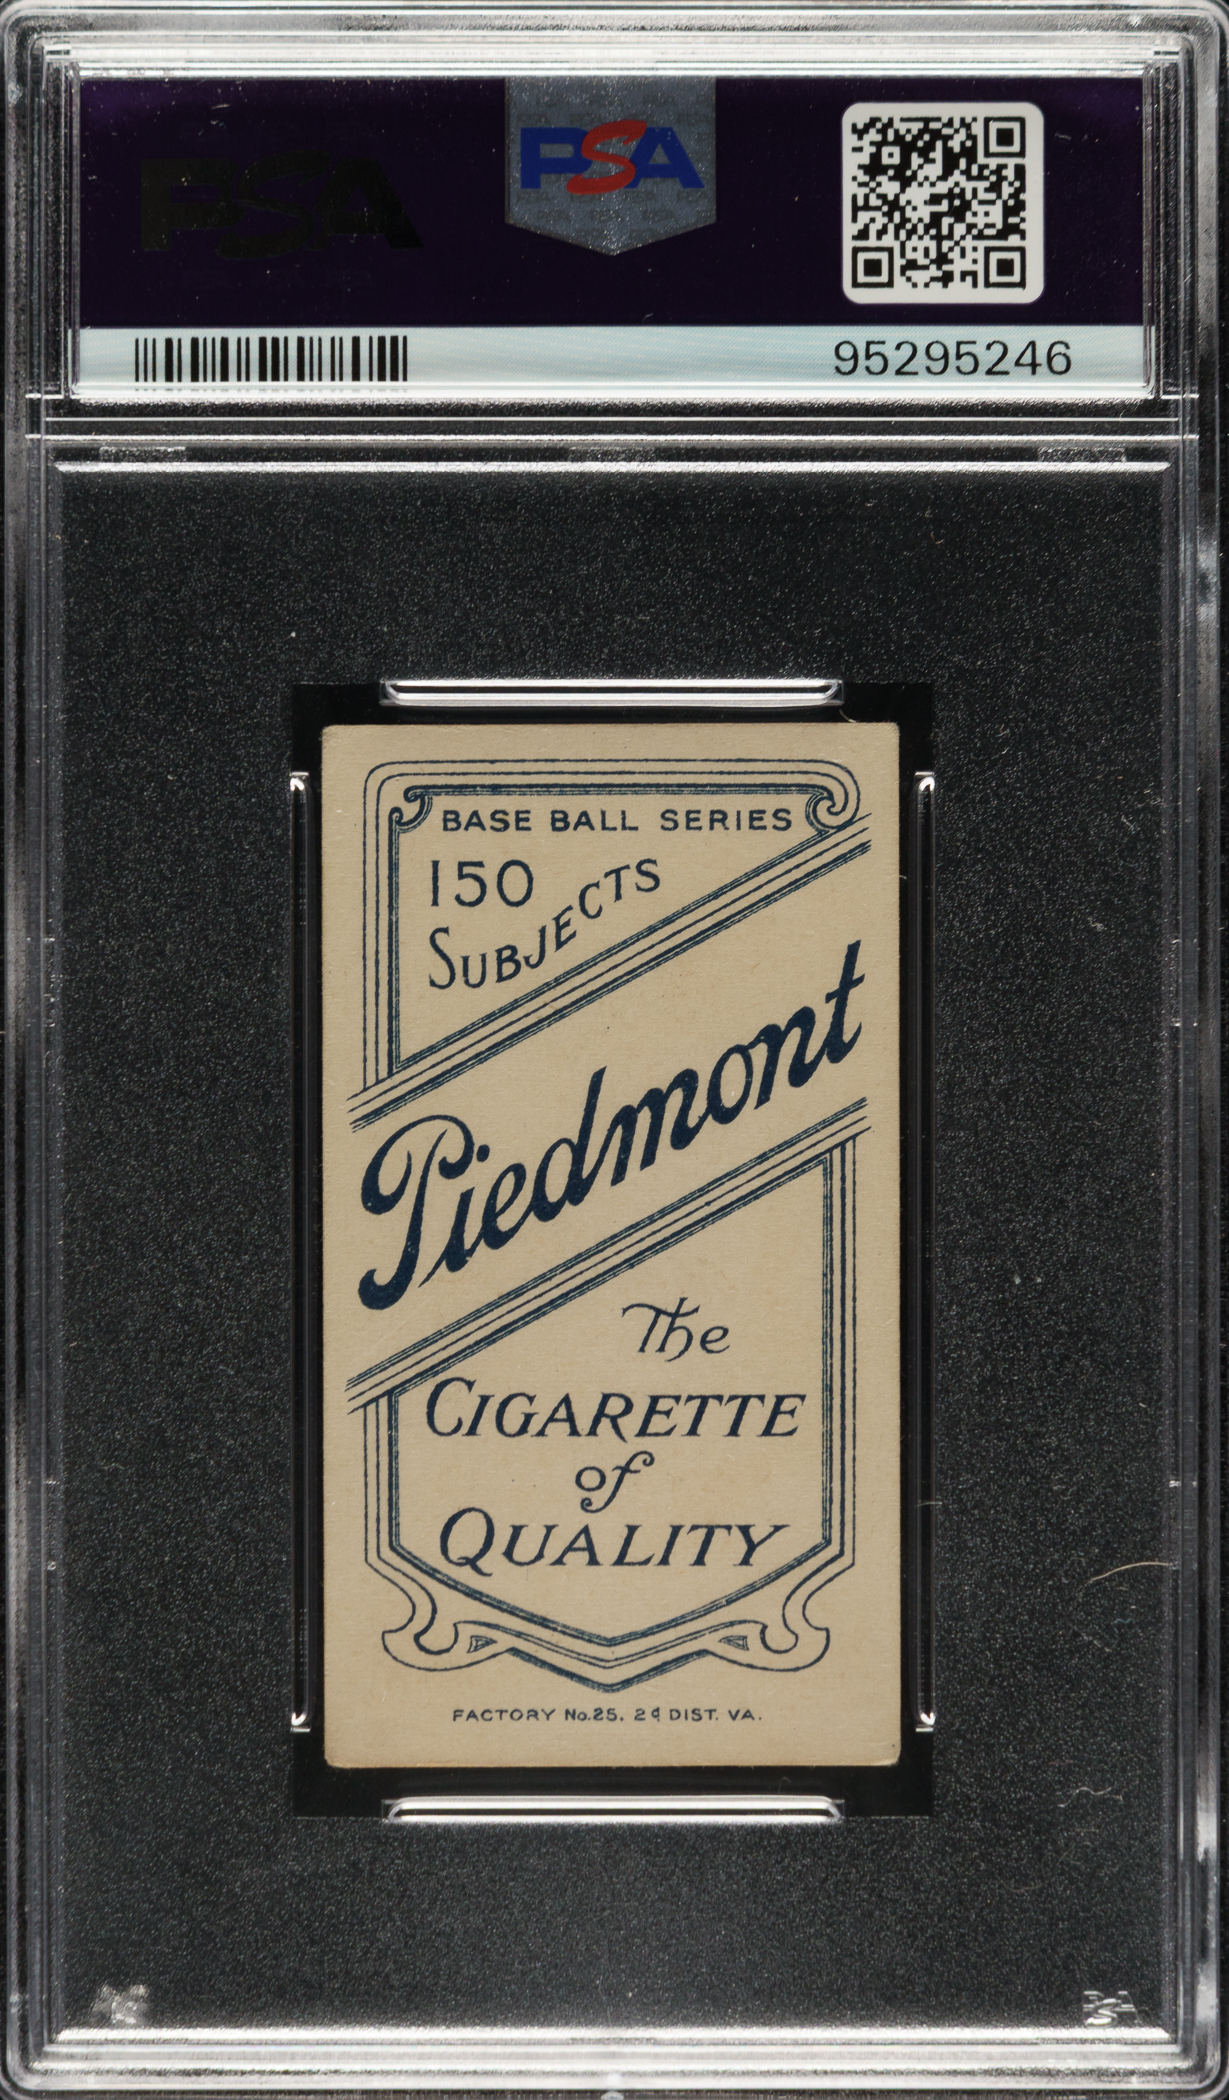 PSA
PSA
95295246
BASE BALL SERIES
150
SUBJECTS
Piedmont
The
CIGARETTE
of
QUALITY
FACTORY No.25. 2d DIST. VA.
PSA